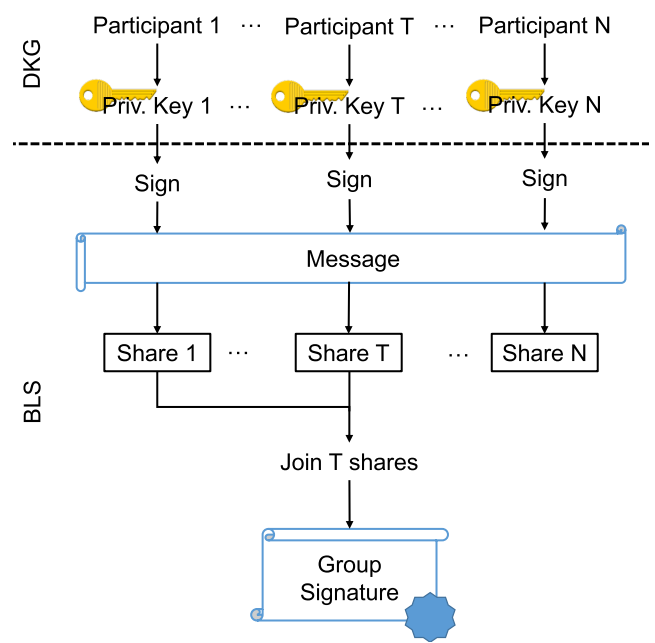 DKG
Participant 1 ... Participant T ... Participant N
Priv. Key 1 ... Priv. Key T ... Priv. Key N
Sign Sign Sign
Message
Share 1 ... Share T ... Share N
BLS
Join T shares
Group
Signature